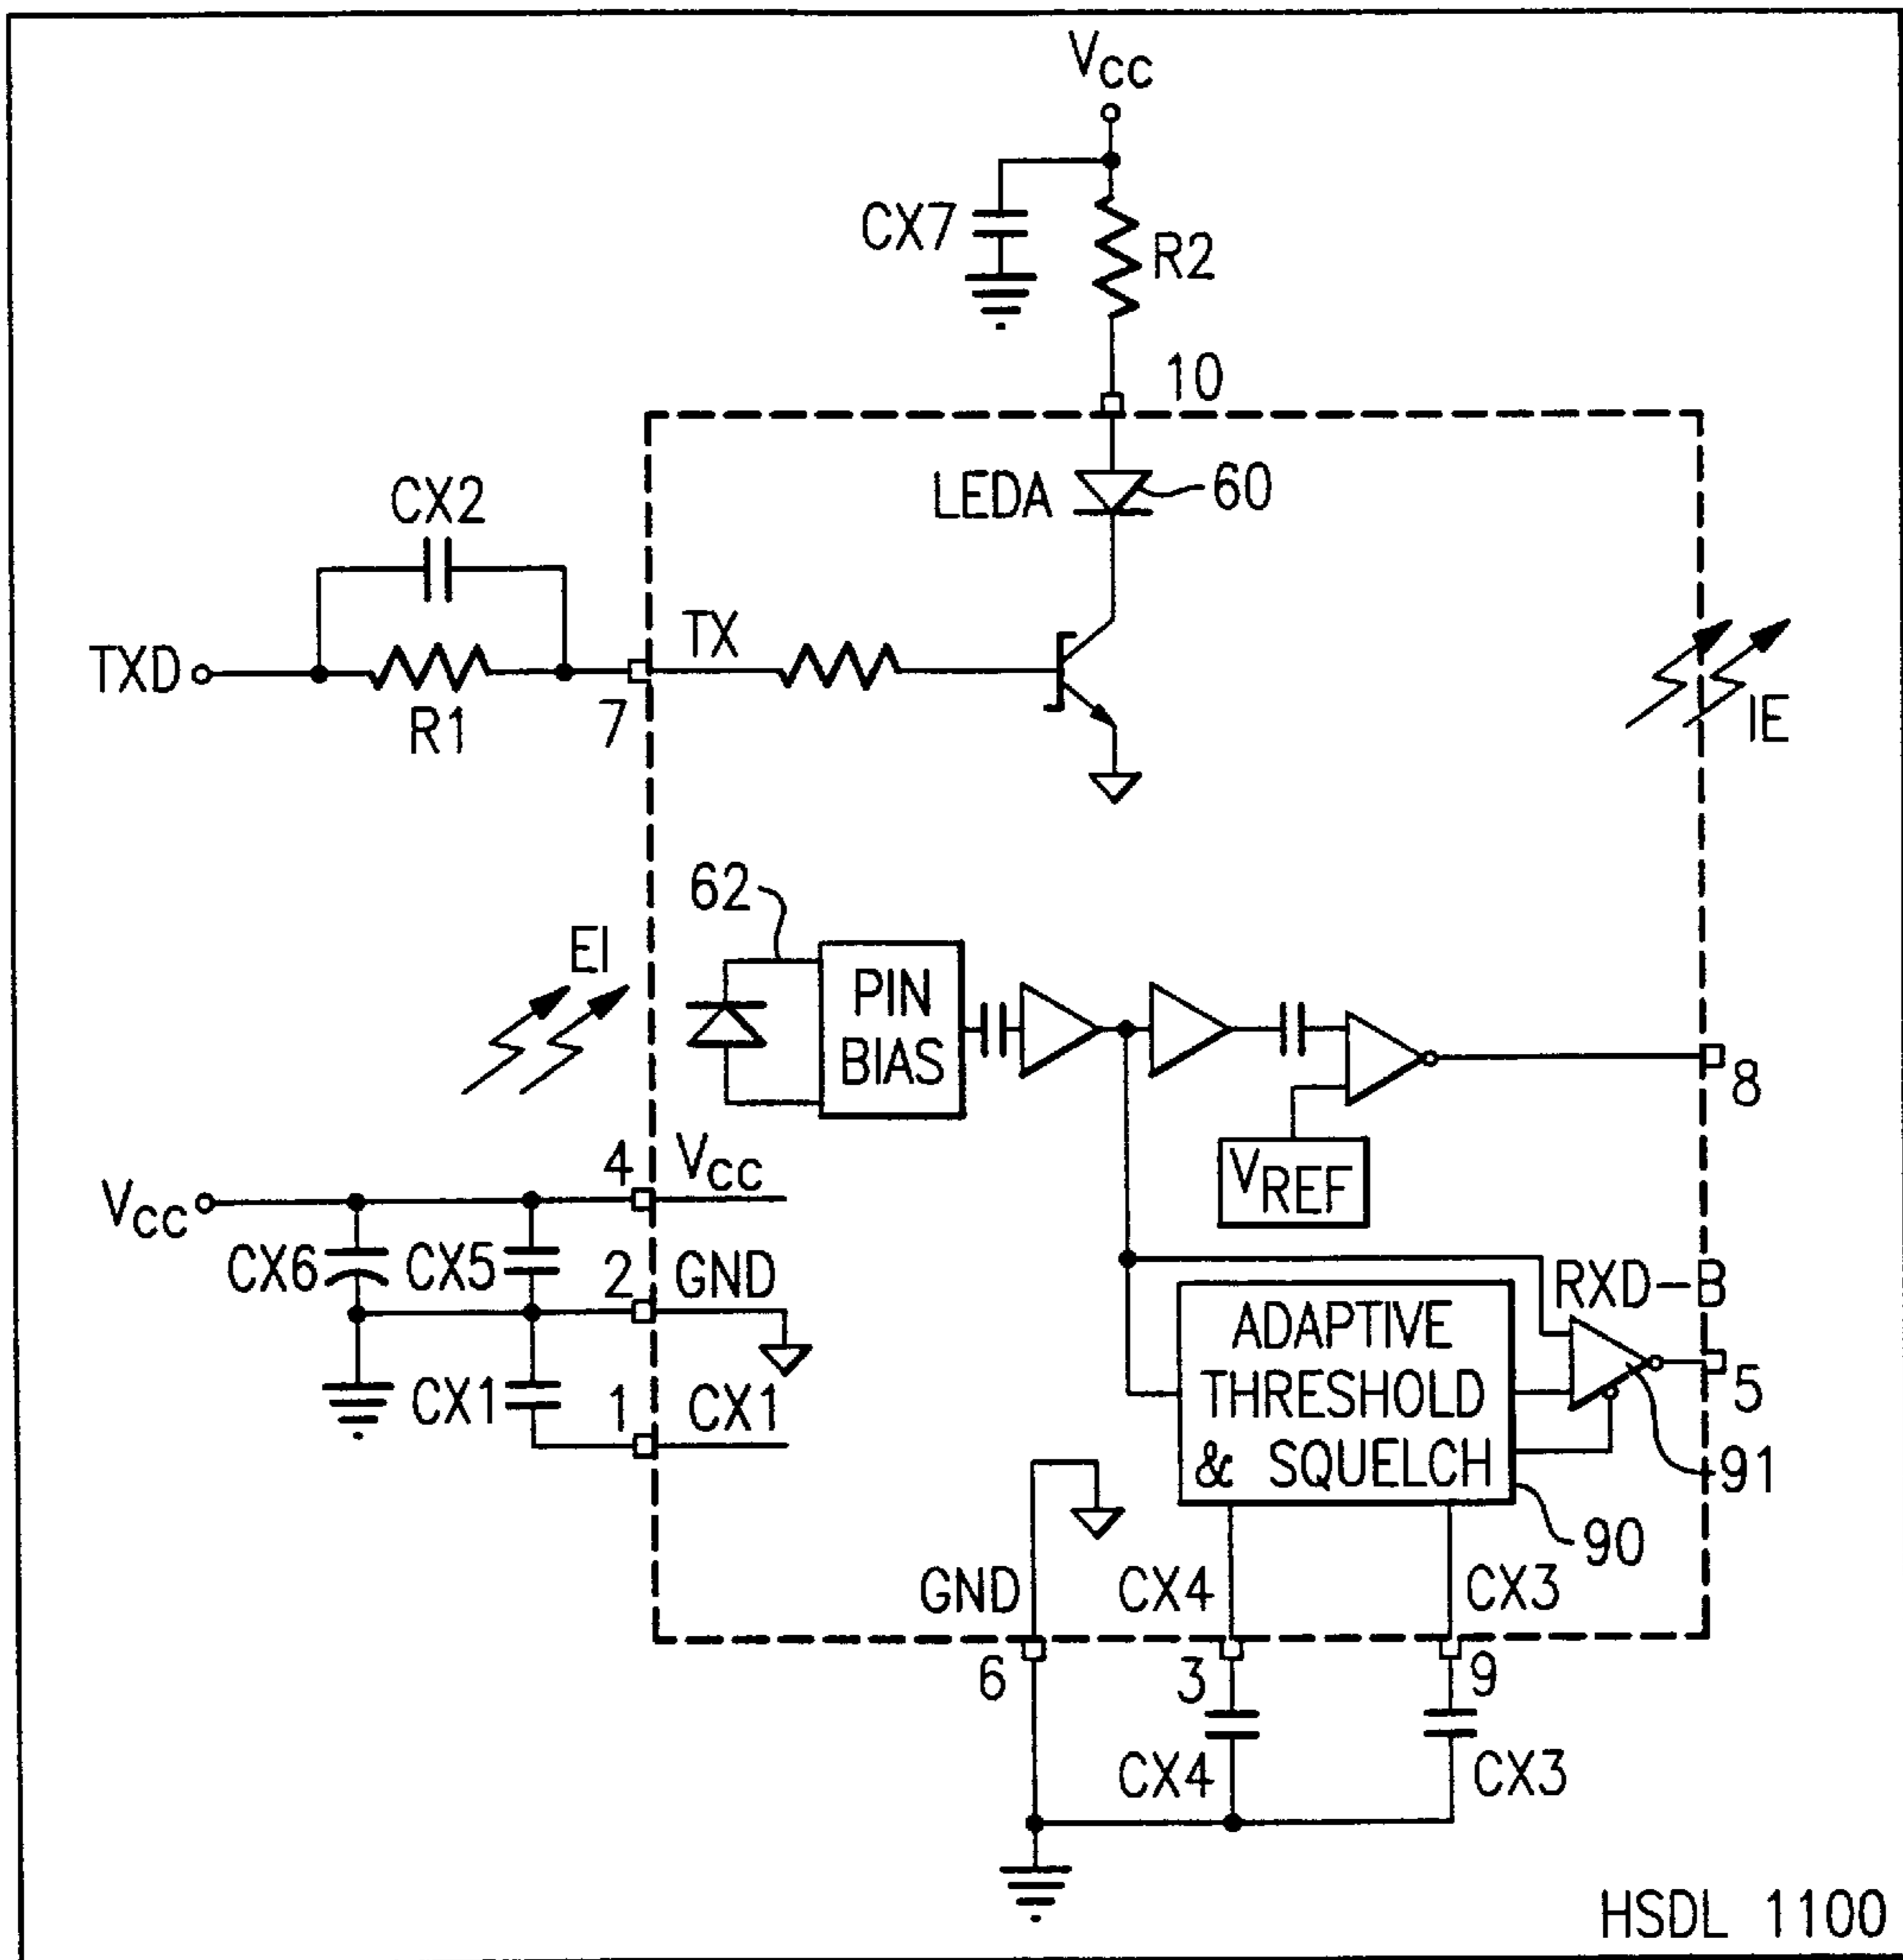 VCC
CX7
R2
10
LEDA
60
CX2
TXD
R1
7
TX
IE
62
EI
PIN
BIAS
8
VREF
VCC
4
VCC
CX6
CX5
2
GND
CX1
1
CX1
RXD-B
ADAPTIVE
THRESHOLD
& SQUELCH
5
91
90
GND
CX4
CX3
6
3
9
CX4
CX3
HSDL 1100